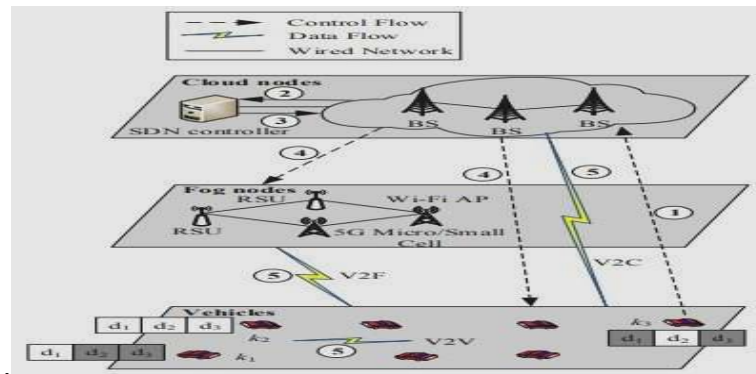 Control Flow
Data Flow
Wired Network
Cloud nodes
2
3
SDN controller
BS
BS
BS
4
4
5
1
Fog nodes
RSU
Wi-Fi AP
RSU
5G Micro/Small
Cell
5
V2F
V2C
Vehicles
d1 d2 d3
k2
V2V
k3
d1 d2 d3
d1 d2 d3
k1
5